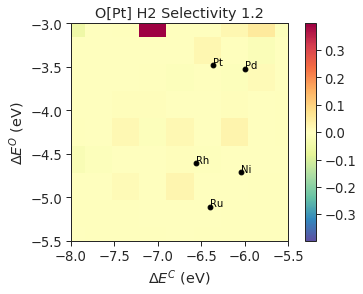 O[Pt] H2 Selectivity 1.2
−3.0
−3.5
−4.0
−4.5
−5.0
−5.5
ΔE^O (eV)
Pt
Pd
Rh
Ni
Ru
−8.0 −7.5 −7.0 −6.5 −6.0 −5.5
ΔE^C (eV)
0.3
0.2
0.1
0.0
−0.1
−0.2
−0.3